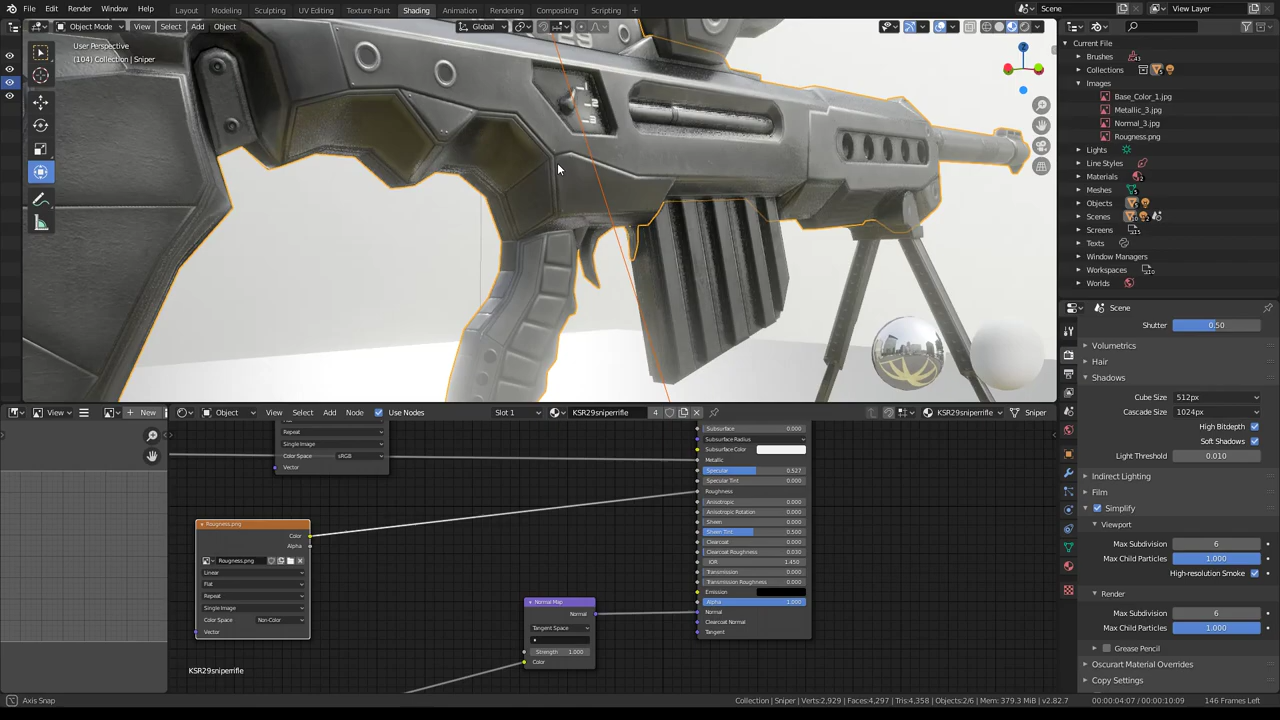 File Edit Render Window Help
Layout Modeling Sculpting UV Editing Texture Paint Shading Animation Rendering Compositing Scripting +
Scene
View Layer
Object Mode View Select Add Object
Global
User Perspective
(104) Collection | Sniper
1
2
3
Current File
Brushes
Collections
Images
Base_Color_1.jpg
Metallic_3.jpg
Normal_3.jpg
Rougness.png
Lights
Line Styles
Materials
2
Meshes
5
Objects
Scenes
Screens
Texts
Window Managers
Workspaces
Worlds
Scene
Shutter 0.50
Volumetrics
Hair
Shadows
Cube Size 512px
Cascade Size 1024px
High Bitdepth
Soft Shadows
Light Threshold 0.010
Indirect Lighting
Film
Simplify
Viewport
Max Subdivision 6
Max Child Particles 1.000
High-resolution Smoke
Render
Max Subdivision 6
Max Child Particles 1.000
Grease Pencil
Oscurart Material Overrides
Copy Settings
View New
Object View Select Add Node Use Nodes Slot 1 KSR29sniperrifle 4 KSR29sniperrifle Sniper
Repeat
Single Image
Color Space sRGB
Vector
Rougness.png
Color
Alpha
Rougness.png
Linear
Flat
Repeat
Single Image
Color Space Non-Color
Vector
KSR29sniperrifle
Normal Map
Normal
Tangent Space
Strength 1.000
Color
Subsurface 0.000
Subsurface Radius
Subsurface Color
Metallic
Specular 0.527
Specular Tint 0.000
Roughness
Anisotropic 0.000
Anisotropic Rotation 0.000
Sheen 0.000
Sheen Tint 0.500
Clearcoat 0.000
Clearcoat Roughness 0.030
IOR 1.450
Transmission 0.000
Transmission Roughness 0.000
Emission
Alpha 1.000
Normal
Clearcoat Normal
Tangent
Axis Snap
Collection | Sniper | Verts:2,929 | Faces:4,297 | Tris:4,358 | Objects:2/6 | Mem: 379.3 MiB | v2.82.7
00:00:04:07 / 00:00:10:09 146 Frames Left